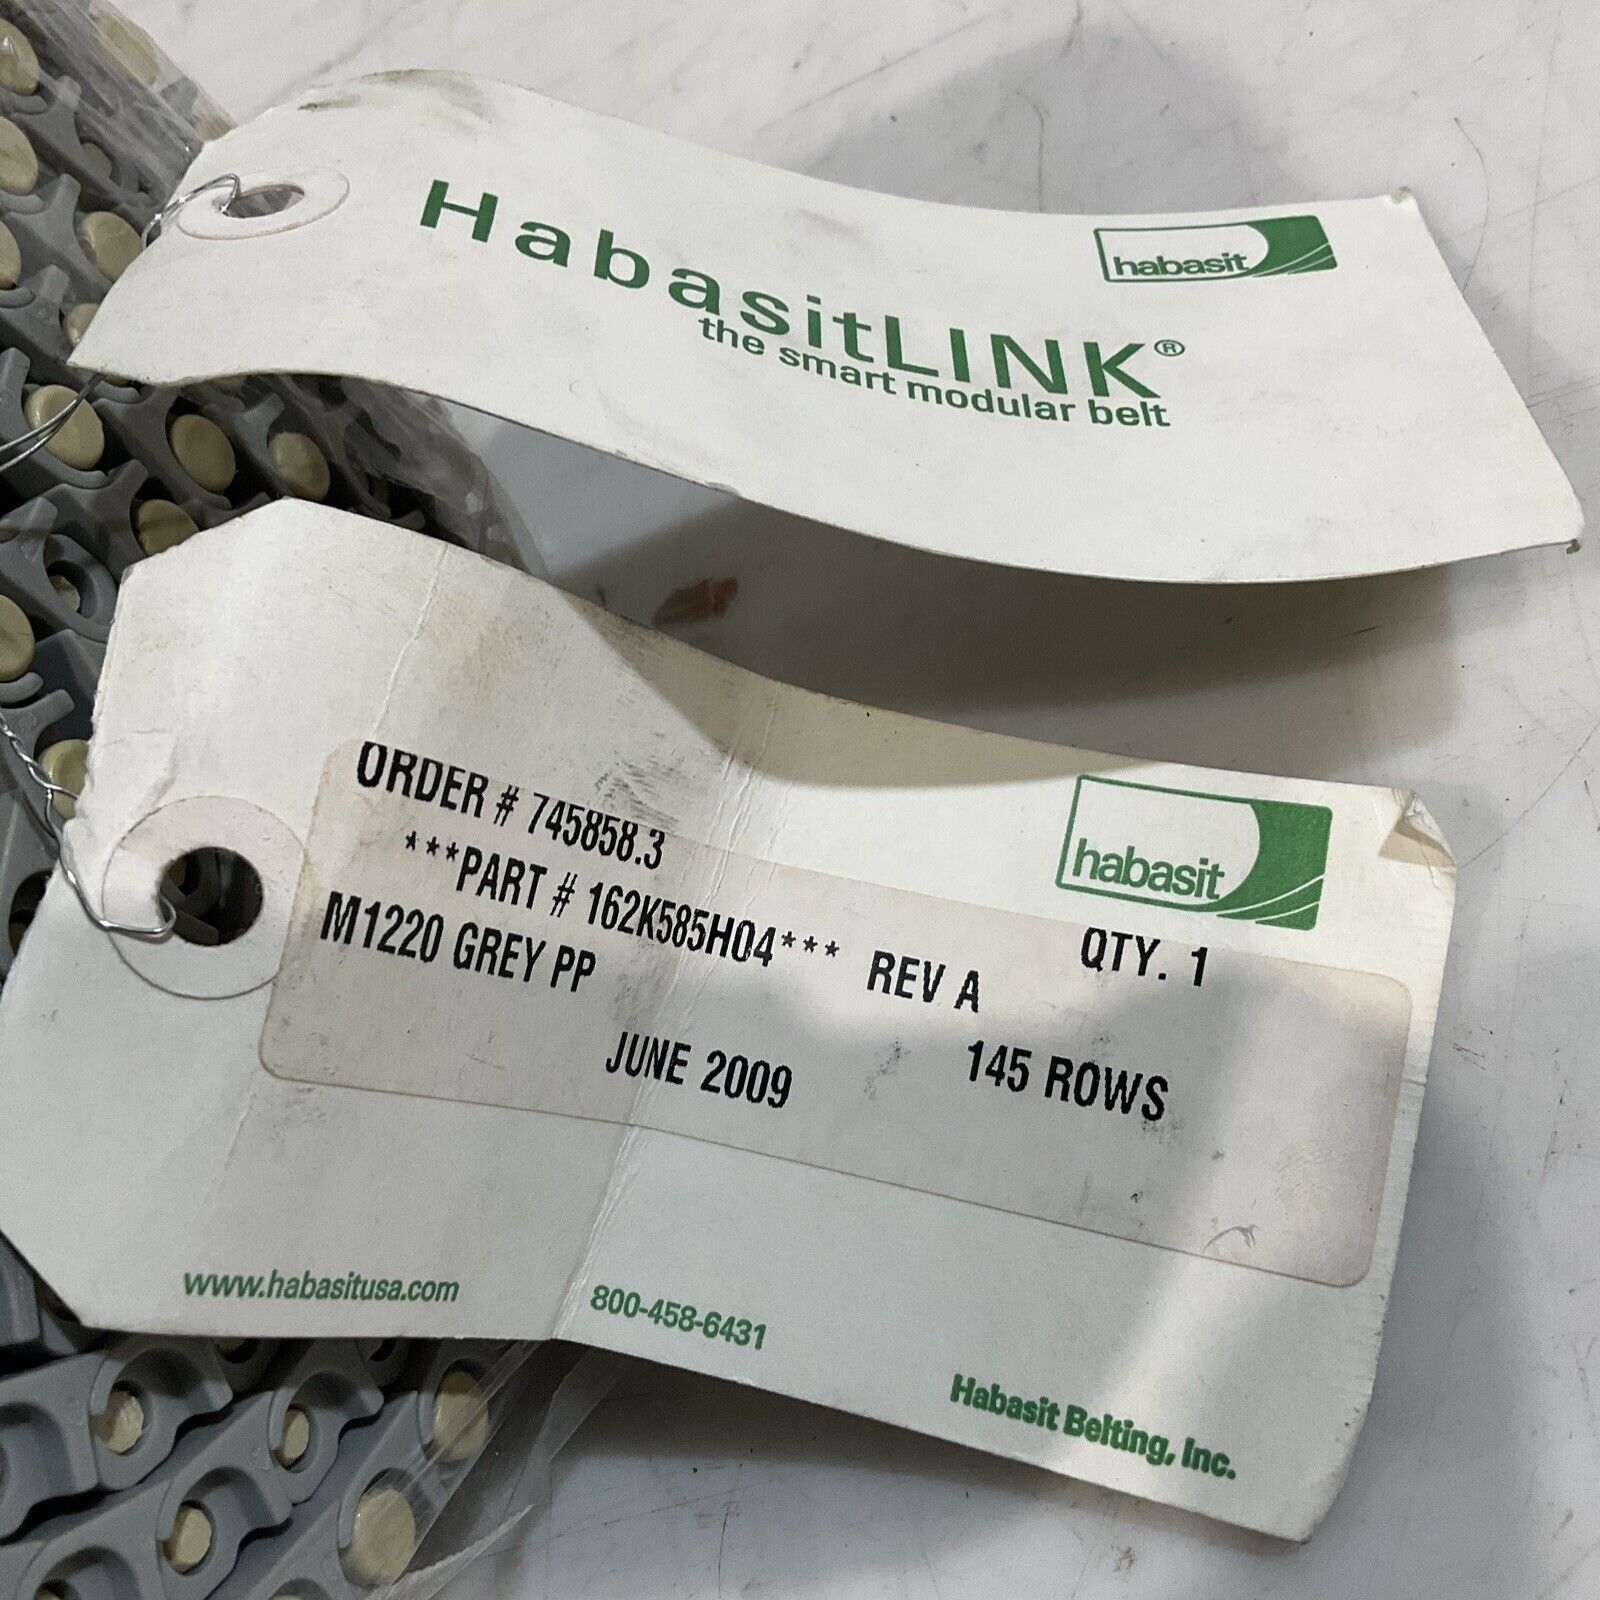 HabasitLINK®
the smart modular belt
habasit
ORDER # 745858.3
***PART # 162K585H04*** REV A
QTY. 1
M1220 GREY PP
JUNE 2009
145 ROWS
habasit
www.habasitusa.com
800-458-6431
Habasit Belting, Inc.